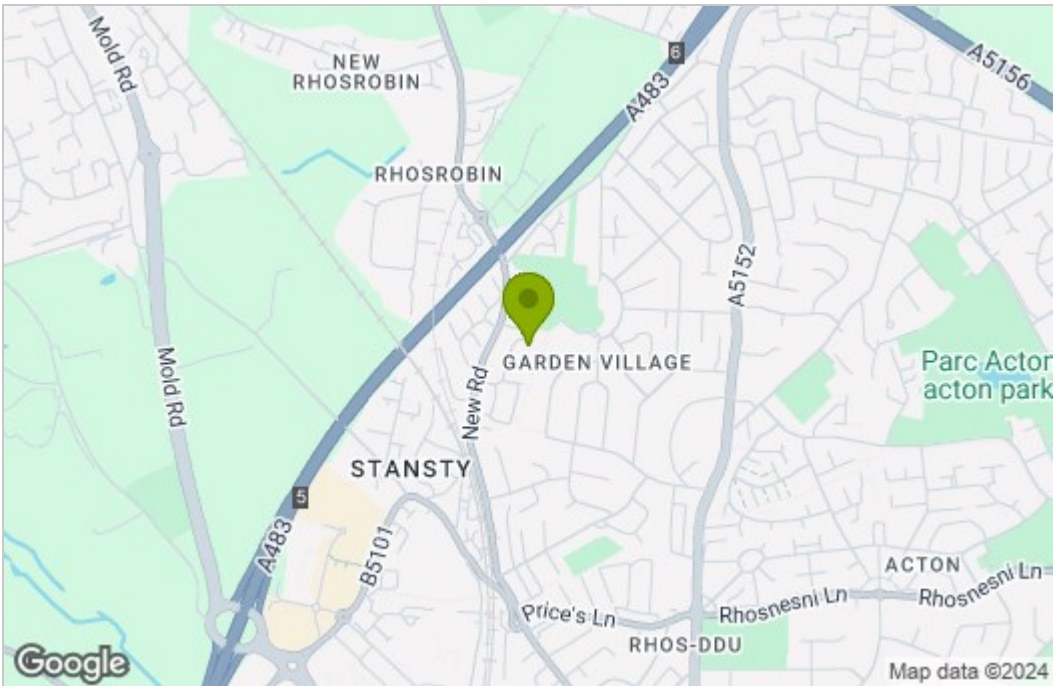 Mold Rd
NEW
RHOSROBIN
6
A483
A5156
RHOSROBIN
A5152
Mold Rd
New Rd
GARDEN VILLAGE
Parc Acton
acton park
STANSTY
5
A483
B5101
ACTON
Price's Ln
Rhosnesni Ln
Rhosnesni Ln
RHOS-DDU
Google
Map data ©2024